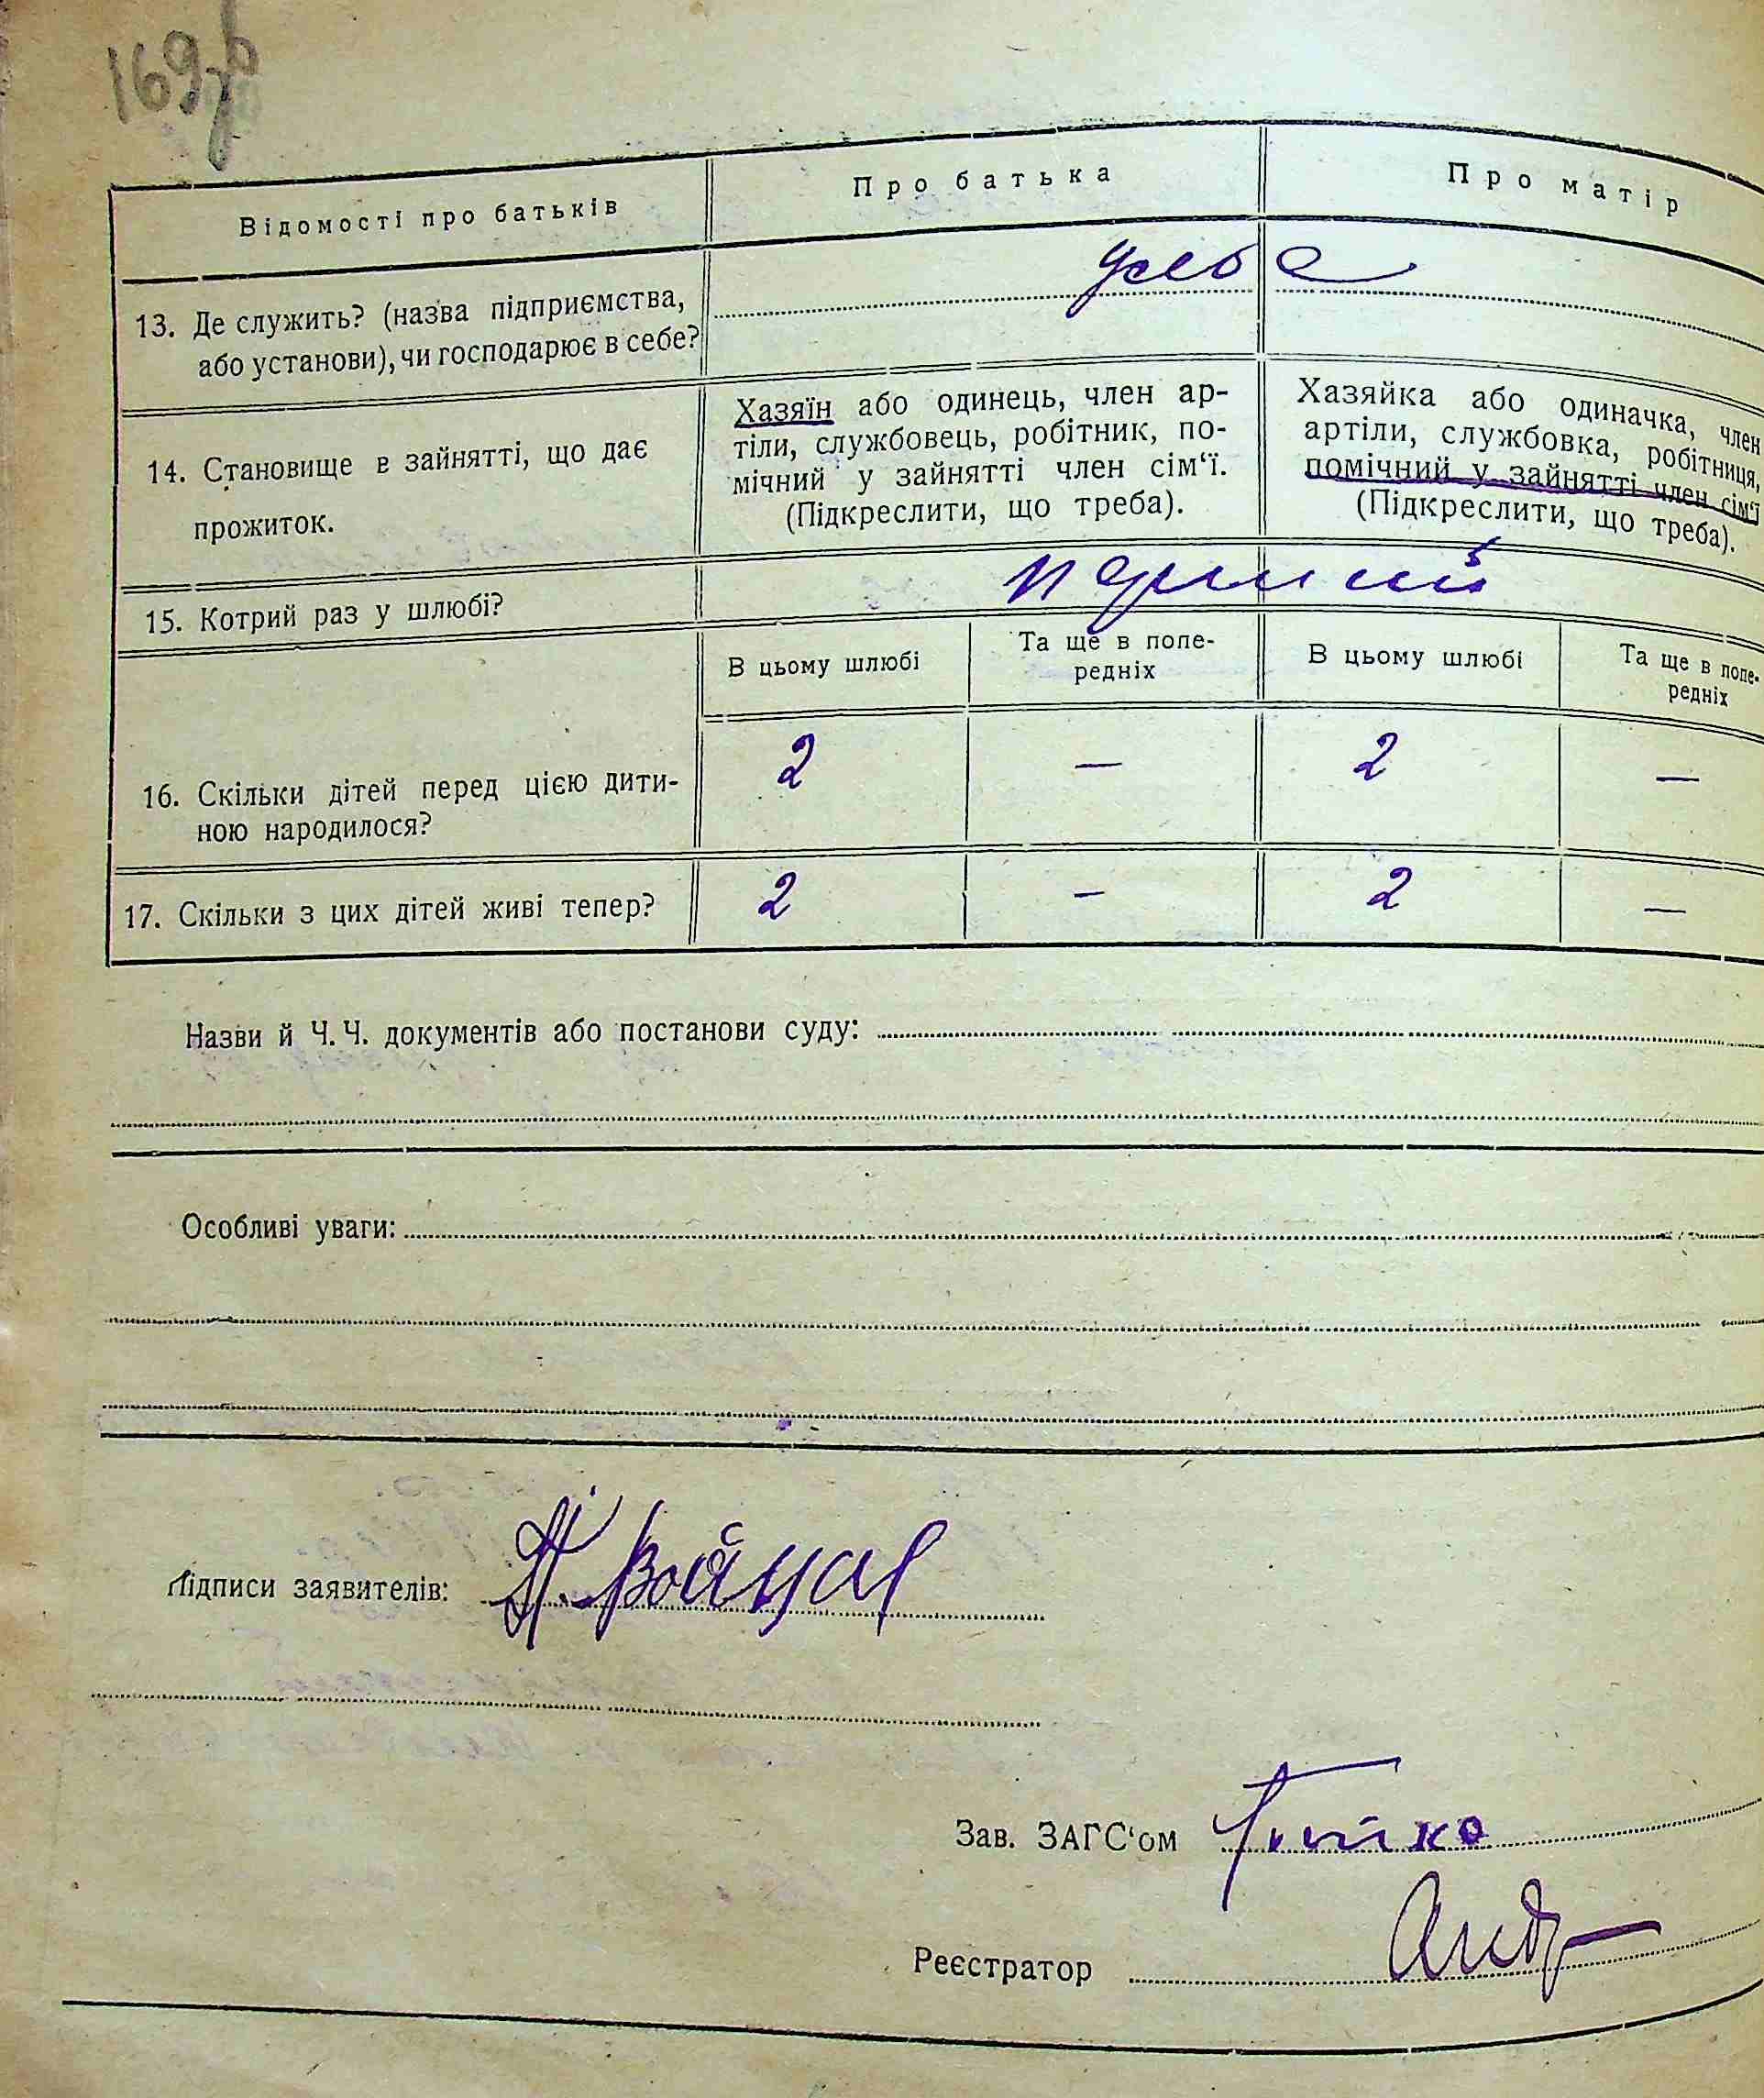 169
Відомості про батьків
Про батька
Про матір
13. Де служить? (назва підприємства,
або установи), чи господарює в себе?
у себе
14. Становище в зайнятті, що дає
прожиток.
Хазяїн або одинець, член ар-
тіли, службовець, робітник, по-
мічний у зайнятті член сім‘ї.
(Підкреслити, що треба).
Хазяйка або одиначка, член
артіли, службовка, робітниця,
помічний у зайнятті член сім‘ї
(Підкреслити, що треба).
15. Котрий раз у шлюбі?
перший
В цьому шлюбі
Та ще в попе-
редніх
В цьому шлюбі
Та ще в попе-
редніх
16. Скільки дітей перед цією дити-
ною народилося?
2 — 2 —
17. Скільки з цих дітей живі тепер?
2 — 2 —
Назви й Ч. Ч. документів або постанови суду:
Особливі уваги:
Підписи заявителів:
Зав. ЗАГС‘ом
Реєстратор